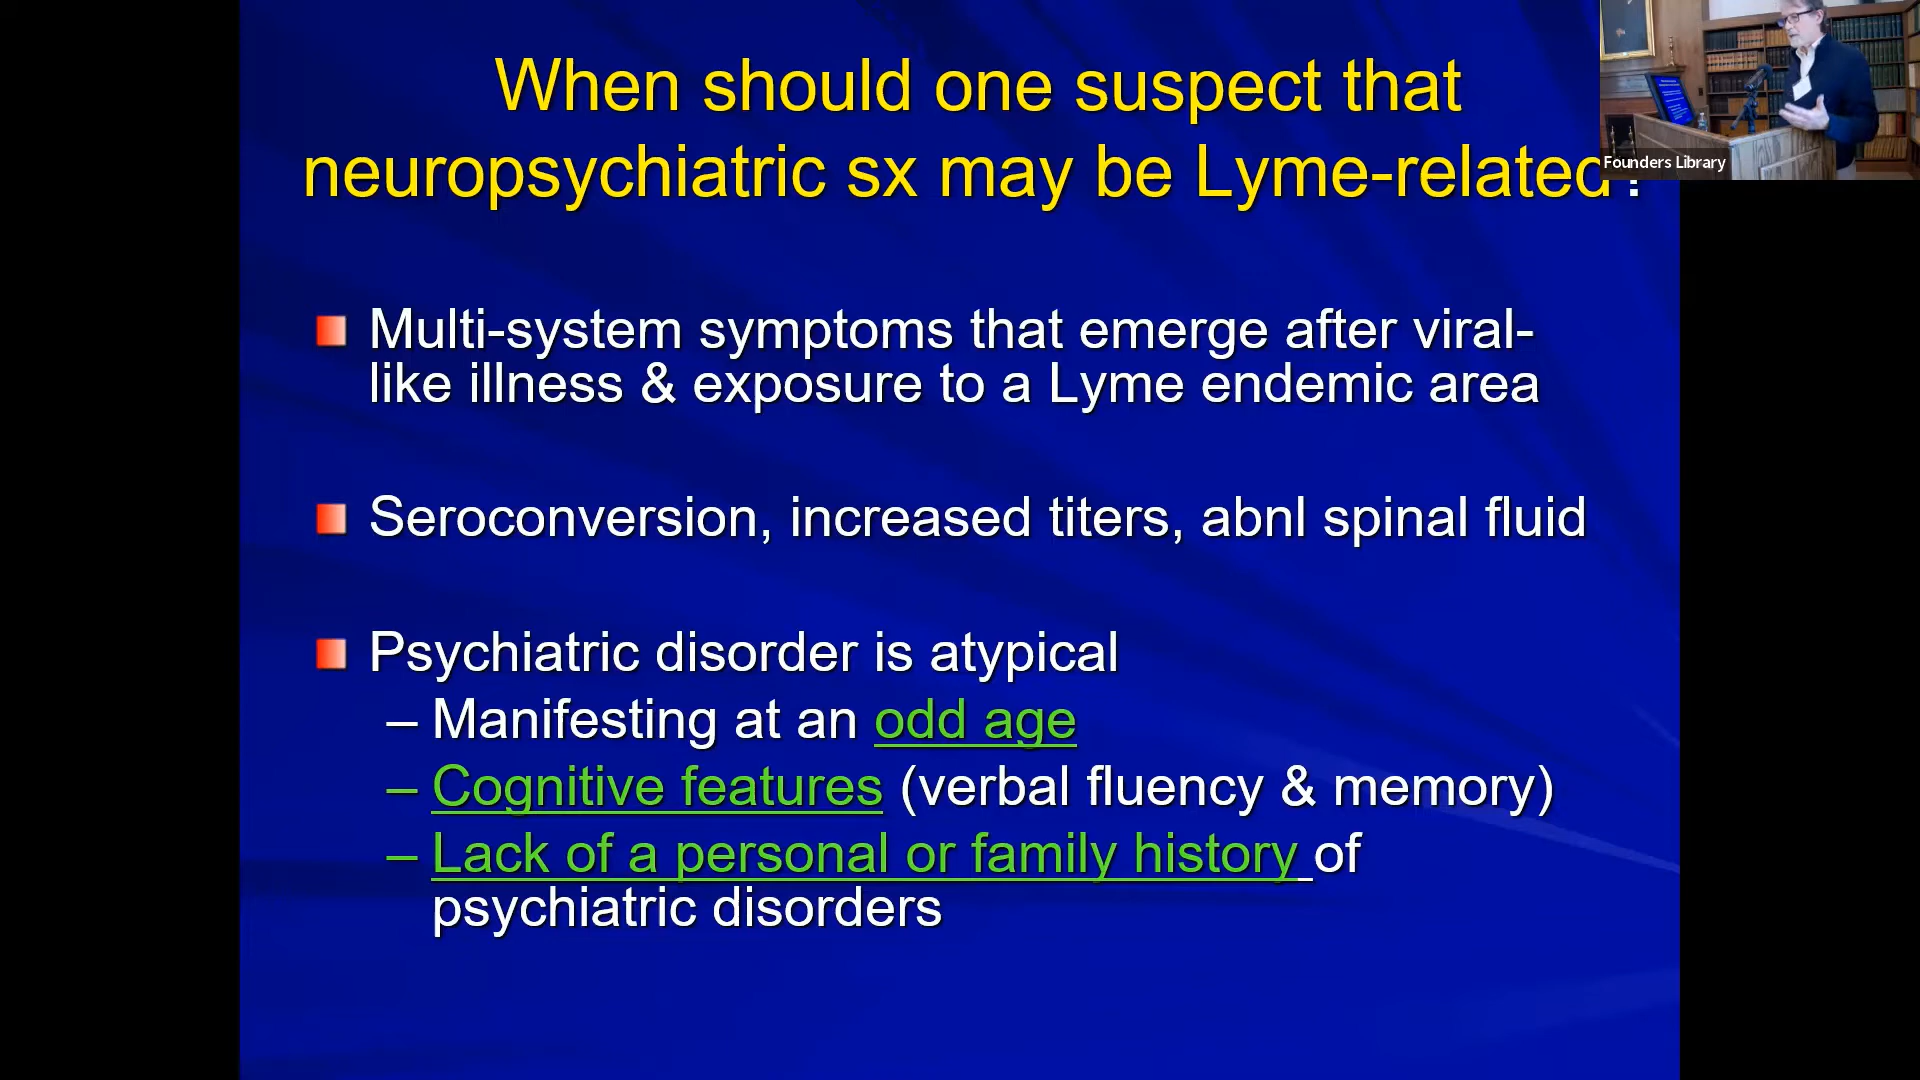 When should one suspect that
neuropsychiatric sx may be Lyme-related?
Founders Library
Multi-system symptoms that emerge after viral-
like illness & exposure to a Lyme endemic area
Seroconversion, increased titers, abnl spinal fluid
Psychiatric disorder is atypical
– Manifesting at an odd age
– Cognitive features (verbal fluency & memory)
– Lack of a personal or family history of
psychiatric disorders